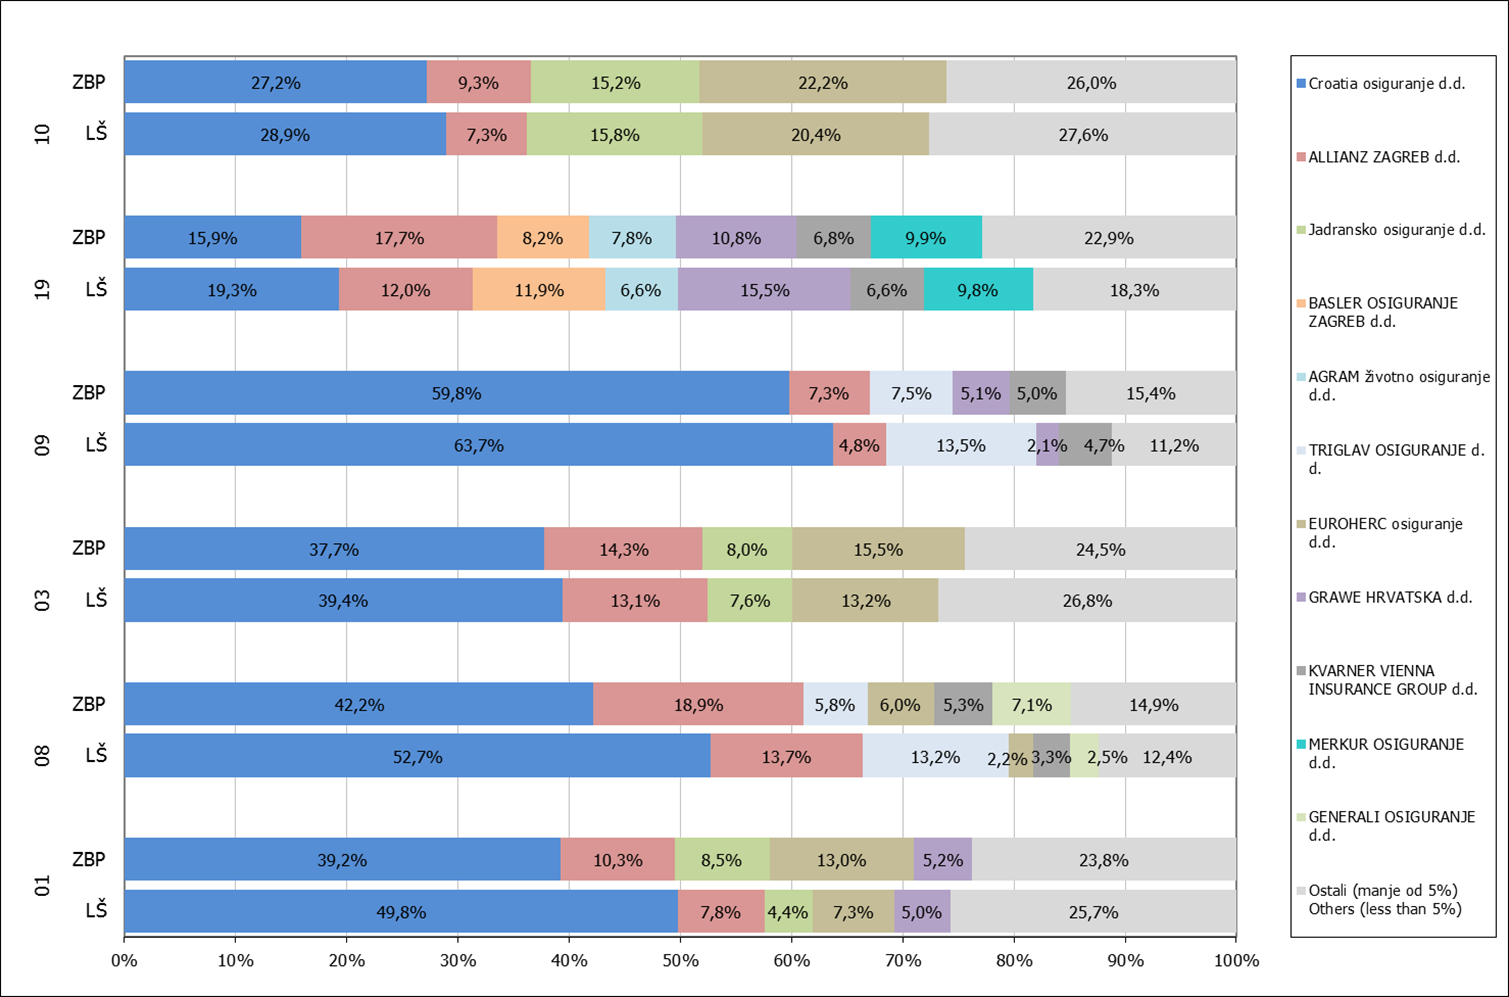 10
ZBP
27,2%
9,3%
15,2%
22,2%
26,0%
LŠ
28,9%
7,3%
15,8%
20,4%
27,6%
19
ZBP
15,9%
17,7%
8,2%
7,8%
10,8%
6,8%
9,9%
22,9%
LŠ
19,3%
12,0%
11,9%
6,6%
15,5%
6,6%
9,8%
18,3%
09
ZBP
59,8%
7,3%
7,5%
5,1%
5,0%
15,4%
LŠ
63,7%
4,8%
13,5%
2,1%
4,7%
11,2%
03
ZBP
37,7%
14,3%
8,0%
15,5%
24,5%
LŠ
39,4%
13,1%
7,6%
13,2%
26,8%
08
ZBP
42,2%
18,9%
5,8%
6,0%
5,3%
7,1%
14,9%
LŠ
52,7%
13,7%
13,2%
2,2%
3,3%
2,5%
12,4%
01
ZBP
39,2%
10,3%
8,5%
13,0%
5,2%
23,8%
LŠ
49,8%
7,8%
4,4%
7,3%
5,0%
25,7%
0%
10%
20%
30%
40%
50%
60%
70%
80%
90%
100%
Croatia osiguranje d.d.
ALLIANZ ZAGREB d.d.
Jadransko osiguranje d.d.
BASLER OSIGURANJE
ZAGREB d.d.
AGRAM životno osiguranje
d.d.
TRIGLAV OSIGURANJE d.
d.
EUROHERC osiguranje
d.d.
GRAWE HRVATSKA d.d.
KVARNER VIENNA
INSURANCE GROUP d.d.
MERKUR OSIGURANJE
d.d.
GENERALI OSIGURANJE
d.d.
Ostali (manje od 5%)
Others (less than 5%)